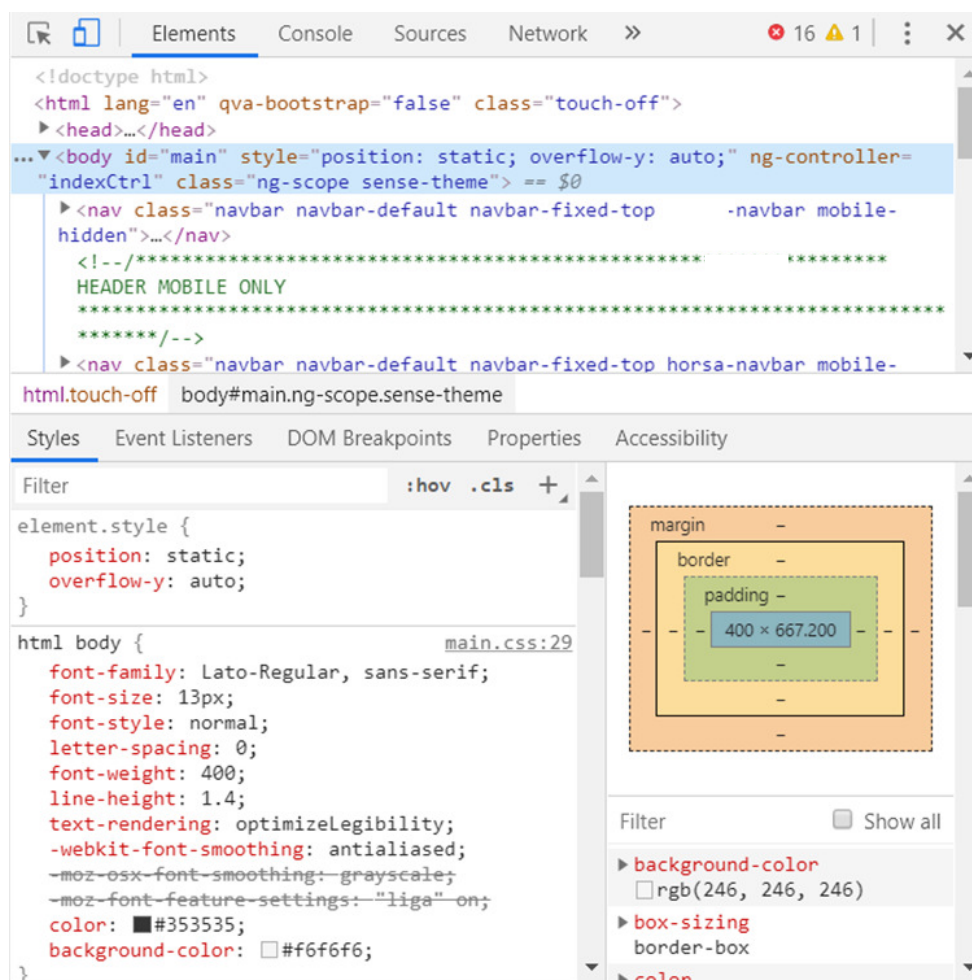 Elements Console Sources Network » 16 1
<!doctype html>
<html lang="en" qva-bootstrap="false" class="touch-off">
<head>…</head>
…<body id="main" style="position: static; overflow-y: auto;" ng-controller=
"indexCtrl" class="ng-scope sense-theme"> == $0
<nav class="navbar navbar-default navbar-fixed-top -navbar mobile-
hidden">…</nav>
<!--/************************************************* *********
HEADER MOBILE ONLY
**************************************************************************
*******/-->
<nav class="navbar navbar-default navbar-fixed-top horsa-navbar mobile-
html.touch-off body#main.ng-scope.sense-theme
Styles Event Listeners DOM Breakpoints Properties Accessibility
Filter :hov .cls +
element.style {
position: static;
overflow-y: auto;
}
html body { main.css:29
font-family: Lato-Regular, sans-serif;
font-size: 13px;
font-style: normal;
letter-spacing: 0;
font-weight: 400;
line-height: 1.4;
text-rendering: optimizeLegibility;
-webkit-font-smoothing: antialiased;
-moz-osx-font-smoothing: grayscale;
-moz-font-feature-settings: "liga" on;
color: #353535;
background-color: #f6f6f6;
}
margin –
border –
padding –
– – – 400 × 667.200 – – –
–
–
–
Filter Show all
background-color
rgb(246, 246, 246)
box-sizing
border-box
color